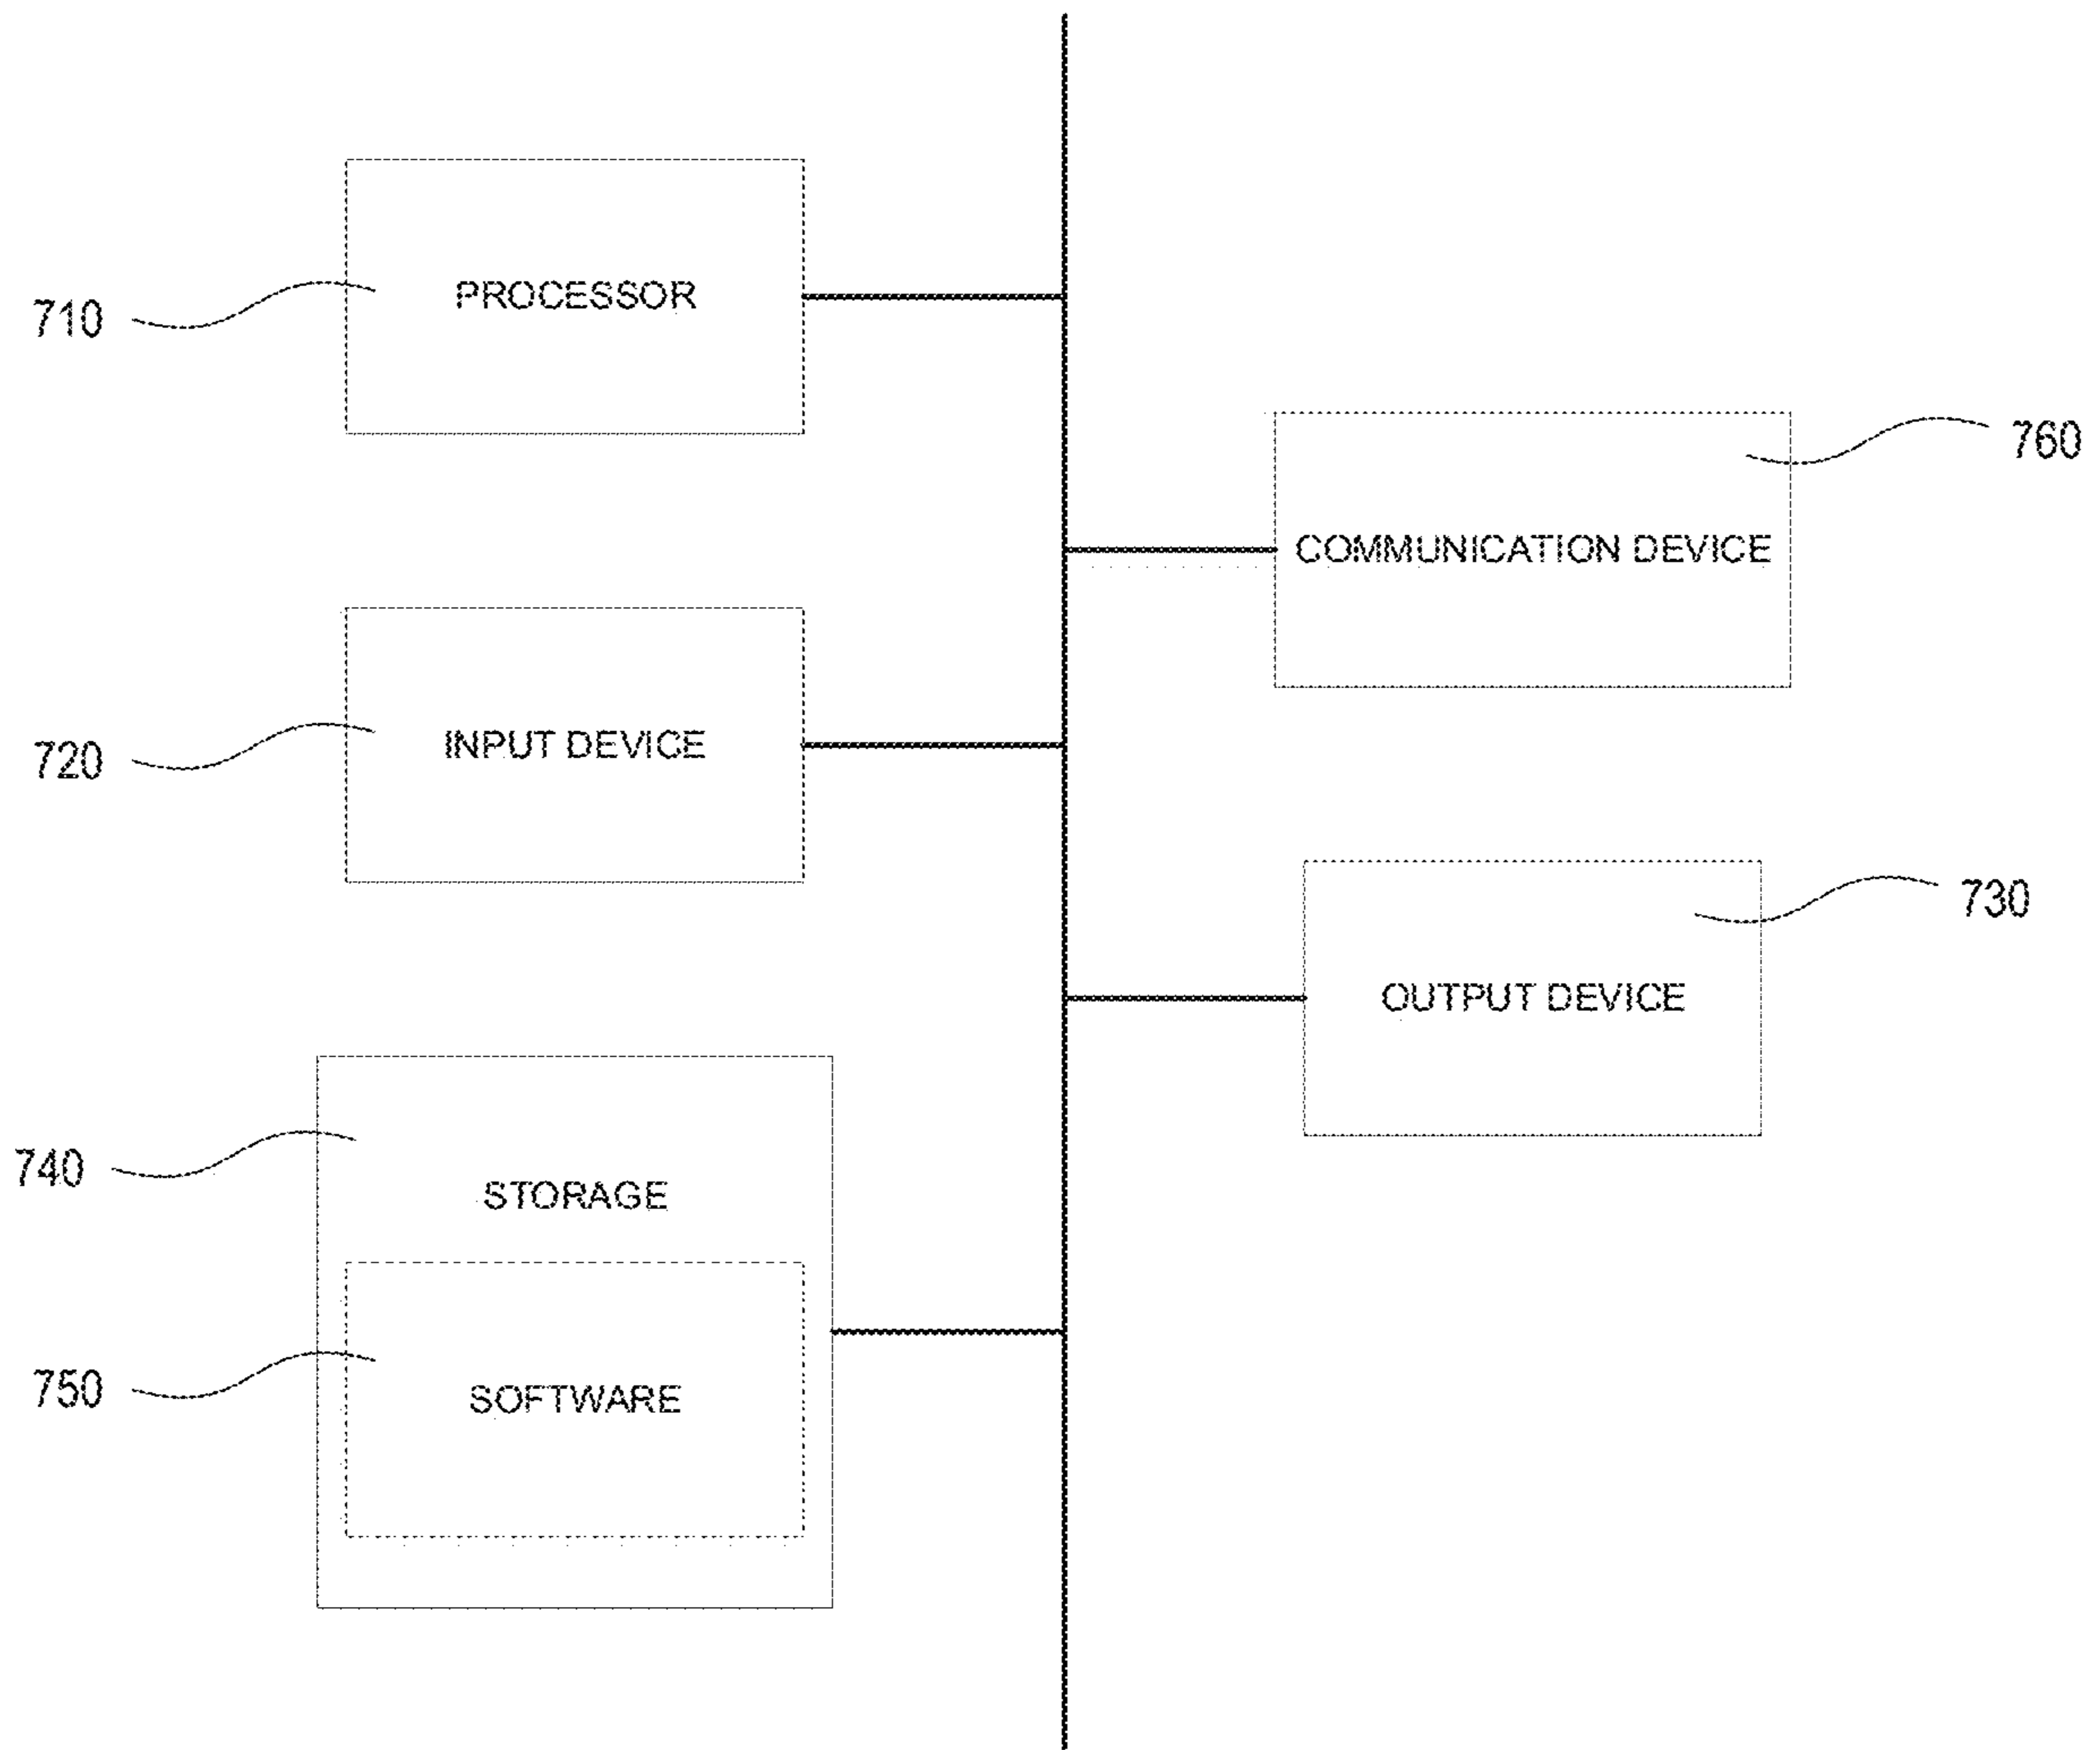 710
PROCESSOR
760
COMMUNICATION DEVICE
720
INPUT DEVICE
730
OUTPUT DEVICE
740
STORAGE
750
SOFTWARE